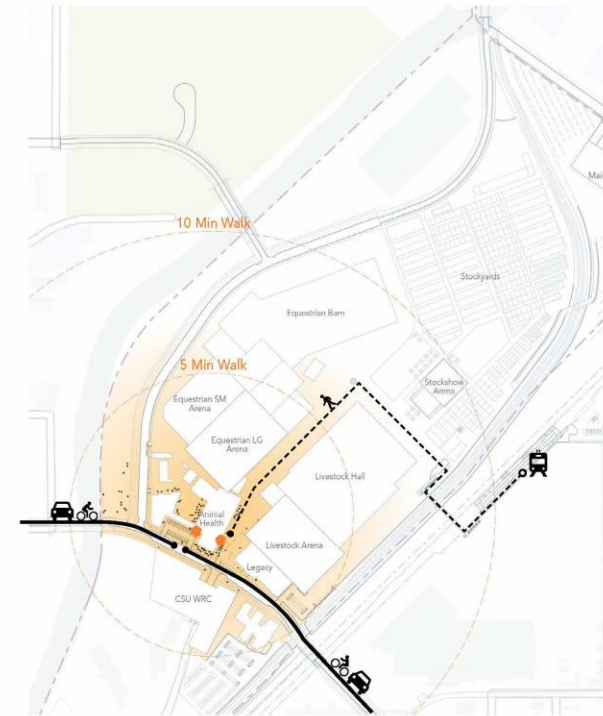 10 Min Walk
Mai
Stockyards
Equestrian Barn
5 Min Walk
Stockshow
Arena
Equestrian SM
Arena
Equestrian LG
Arena
Livestock Hall
Animal
Health
Livestock Arena
Legacy
CSU WRC